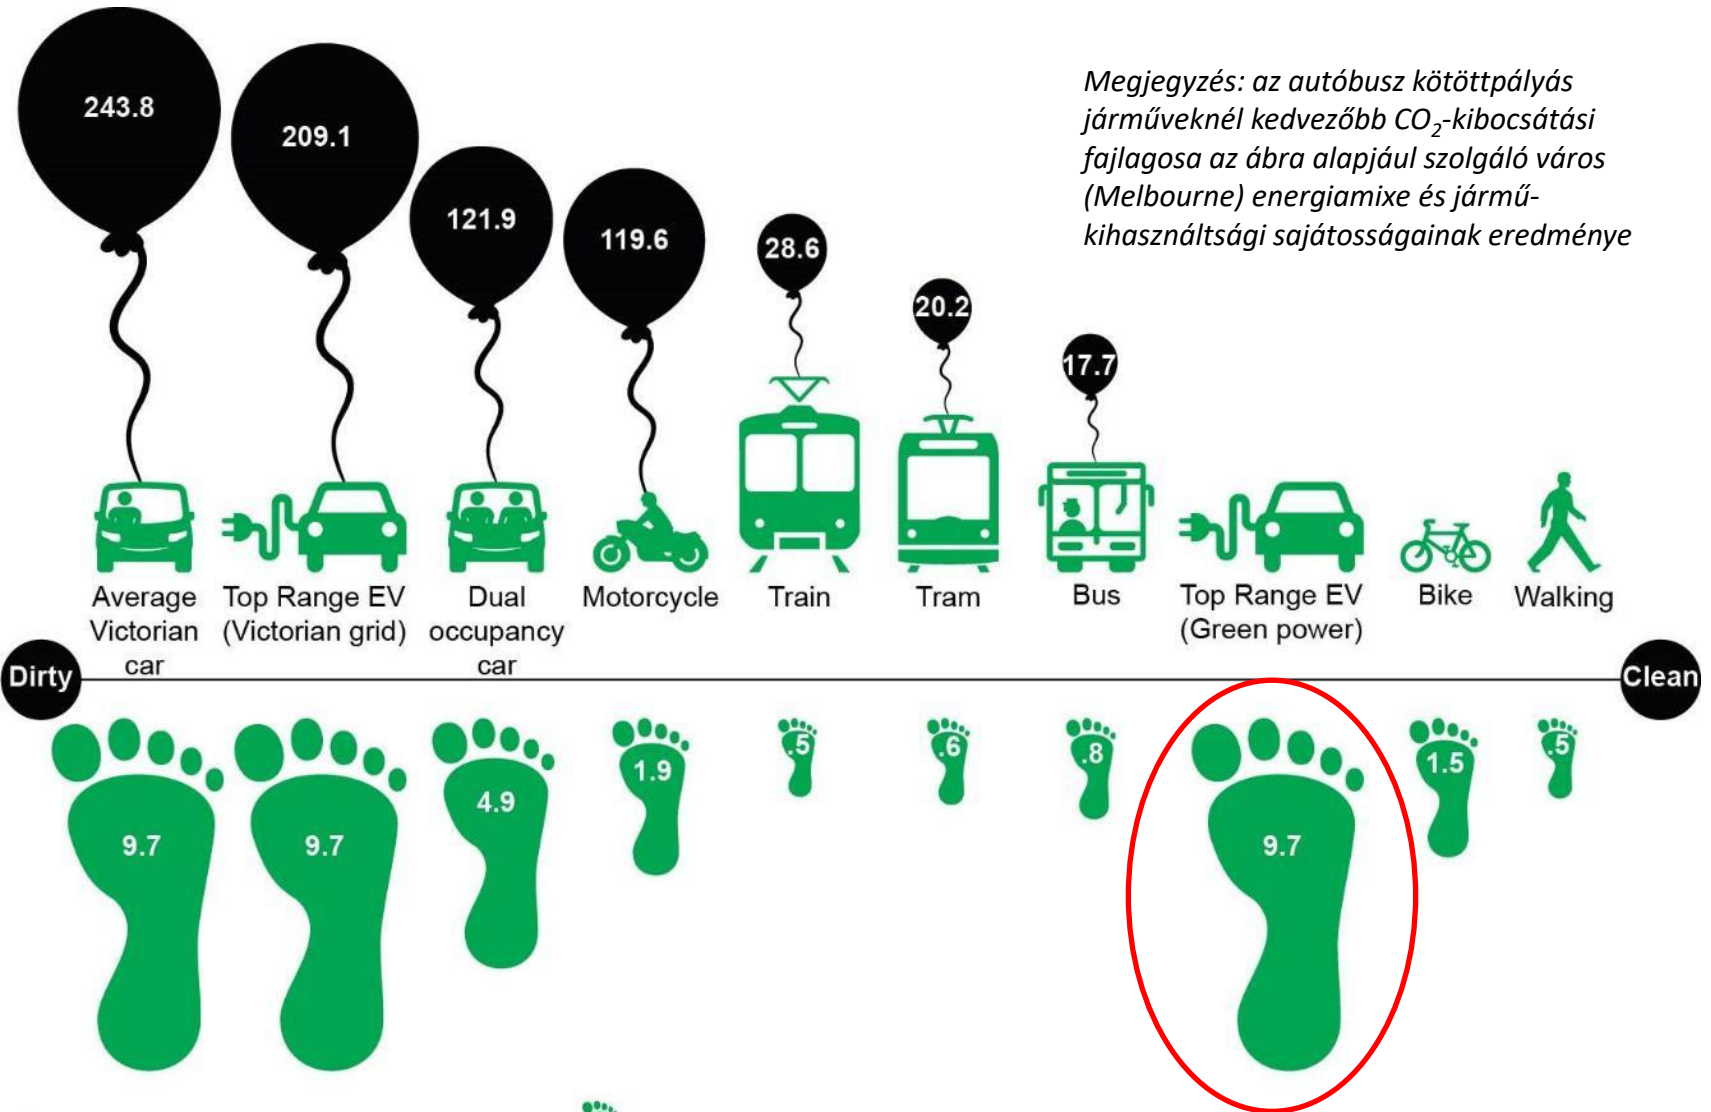 243.8
209.1
121.9
119.6
28.6
20.2
17.7
Megjegyzés: az autóbusz kötöttpályás
járműveknél kedvezőbb CO₂-kibocsátási
fajlagosa az ábra alapjául szolgáló város
(Melbourne) energiamixe és jármű-
kihasználtsági sajátosságainak eredménye
Average
Victorian
car
Top Range EV
(Victorian grid)
Dual
occupancy
car
Motorcycle
Train
Tram
Bus
Top Range EV
(Green power)
Bike
Walking
Dirty
Clean
9.7
9.7
4.9
1.9
.5
.6
.8
9.7
1.5
.5